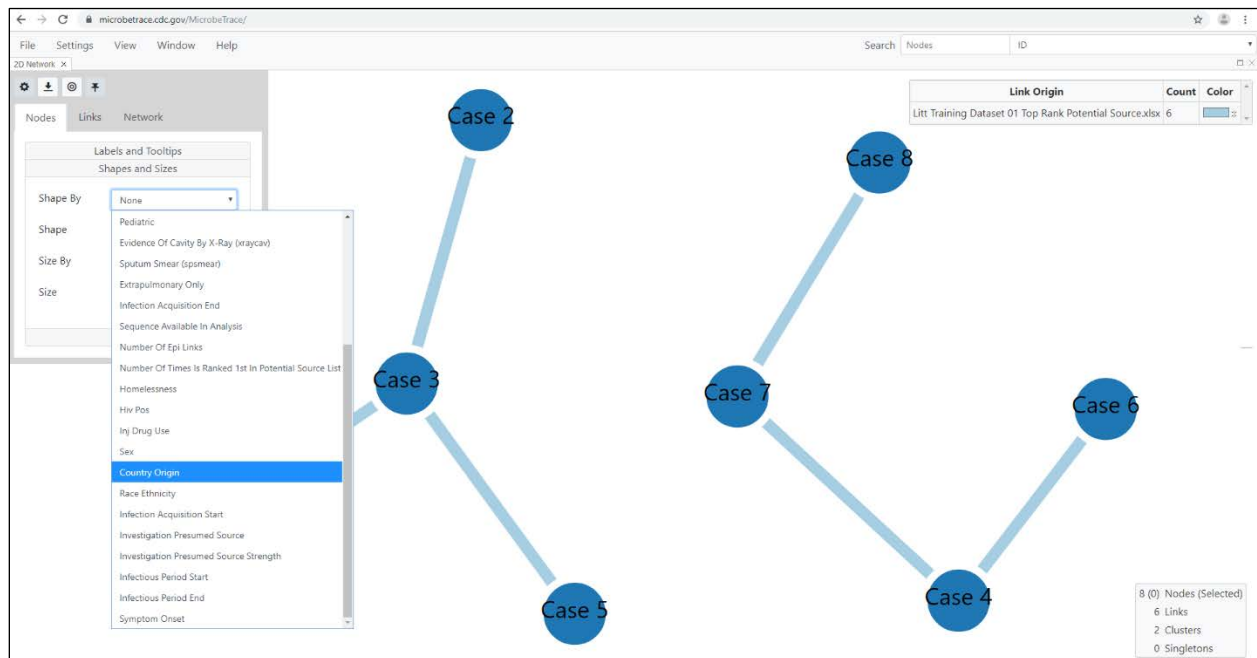 microbetrace.cdc.gov/MicrobeTrace/
File Settings View Window Help
Search Nodes ID
2D Network
Nodes Links Network
Labels and Tooltips
Shapes and Sizes
Shape By None
Shape
Size By
Size
Pediatric
Evidence Of Cavity By X-Ray (xraycav)
Sputum Smear (spsmear)
Extrapulmonary Only
Infection Acquisition End
Sequence Available In Analysis
Number Of Epi Links
Number Of Times Is Ranked 1st In Potential Source List
Homelessness
Hiv Pos
Inj Drug Use
Sex
Country Origin
Race Ethnicity
Infection Acquisition Start
Investigation Presumed Source
Investigation Presumed Source Strength
Infectious Period Start
Infectious Period End
Symptom Onset
Case 2
Case 3
Case 5
Case 8
Case 7
Case 6
Case 4
Link Origin Count Color
Litt Training Dataset 01 Top Rank Potential Source.xlsx 6
8 (0) Nodes (Selected)
6 Links
2 Clusters
0 Singletons